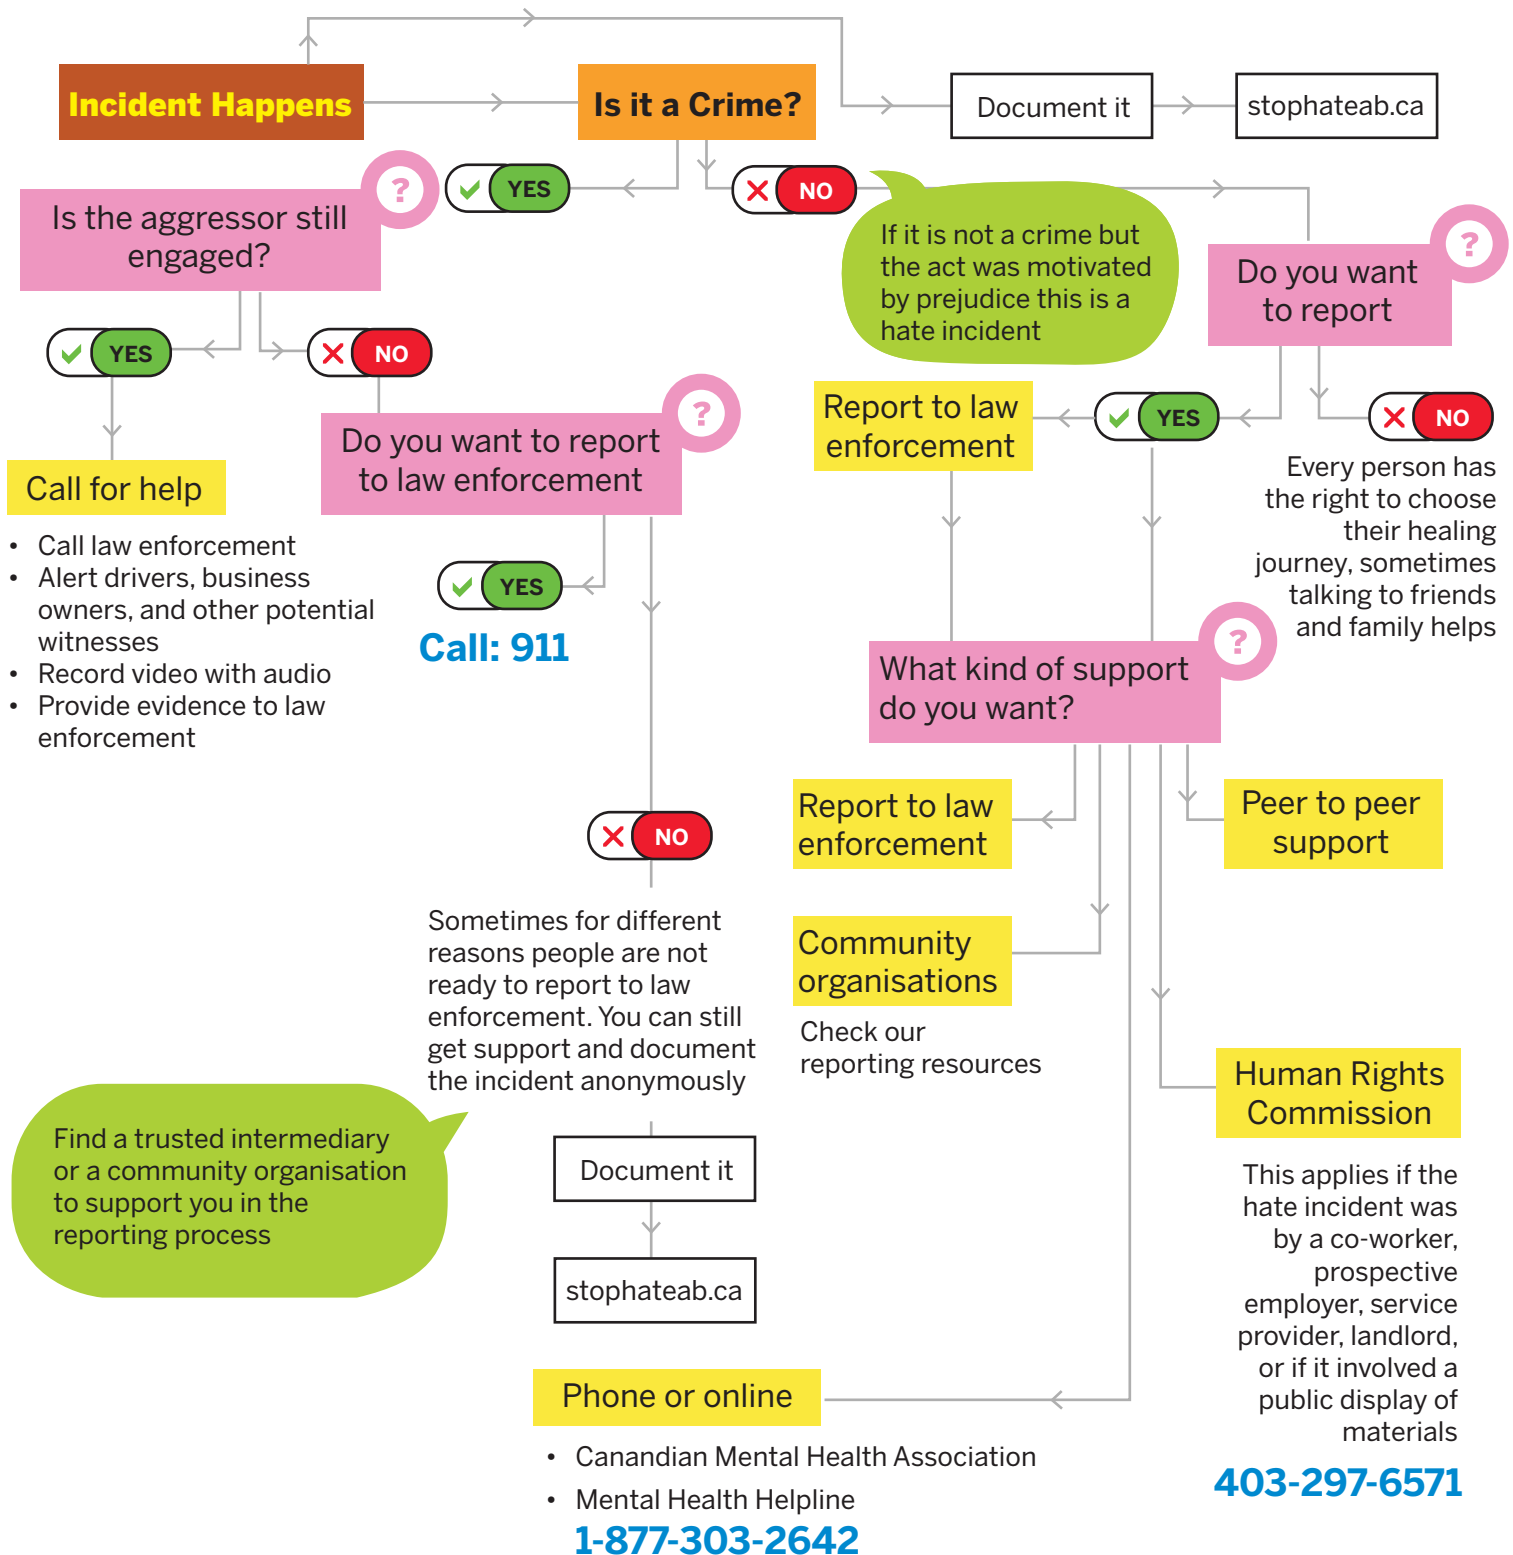 Incident Happens
Is it a Crime?
Document it
stophateab.ca
YES
NO
?
Is the aggressor still
engaged?
If it is not a crime but
the act was motivated
by prejudice this is a
hate incident
?
Do you want
to report
YES
NO
?
Do you want to report
to law enforcement
Report to law
enforcement
YES
NO
Every person has
the right to choose
their healing
journey, sometimes
talking to friends
and family helps
Call for help
• Call law enforcement
• Alert drivers, business
owners, and other potential
witnesses
• Record video with audio
• Provide evidence to law
enforcement
YES
Call: 911
?
What kind of support
do you want?
NO
Report to law
enforcement
Peer to peer
support
Sometimes for different
reasons people are not
ready to report to law
enforcement. You can still
get support and document
the incident anonymously
Community
organisations
Check our
reporting resources
Human Rights
Commission
This applies if the
hate incident was
by a co-worker,
prospective
employer, service
provider, landlord,
or if it involved a
public display of
materials
403-297-6571
Find a trusted intermediary
or a community organisation
to support you in the
reporting process
Document it
stophateab.ca
Phone or online
• Canandian Mental Health Association
• Mental Health Helpline
1-877-303-2642